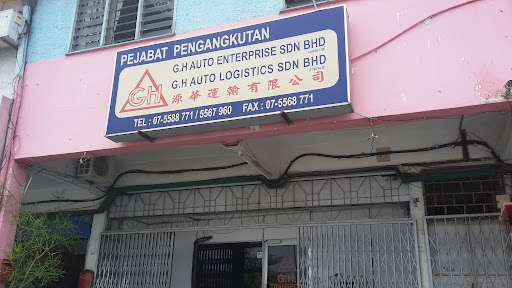 PEJABAT PENGANGKUTAN
G.H AUTO ENTERPRISE SDN BHD
G.H AUTO LOGISTICS SDN BHD
GH
源華運輸有限公司
TEL : 07-5588 771 / 5567 960 FAX : 07-5568 771
G.H